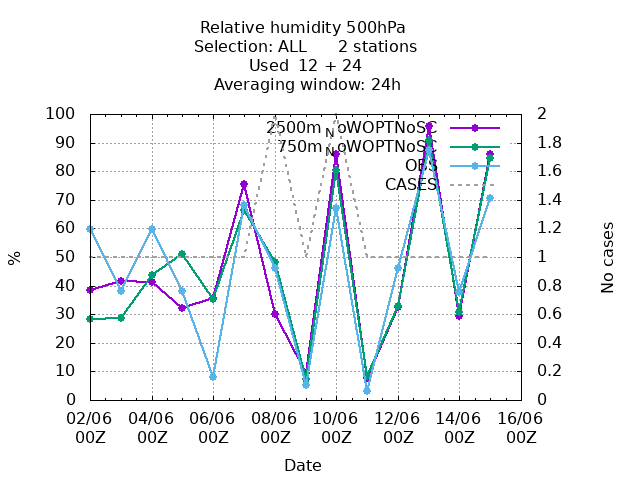 Relative humidity 500hPa
Selection: ALL 2 stations
Used 12 + 24
Averaging window: 24h
2500m_NoWOPTNoSC
750m_NoWOPTNoSC
OBS
CASES
100
90
80
70
60
50
40
30
20
10
0
%
2
1.8
1.6
1.4
1.2
1
0.8
0.6
0.4
0.2
0
No cases
02/06 04/06 06/06 08/06 10/06 12/06 14/06 16/06
00Z 00Z 00Z 00Z 00Z 00Z 00Z 00Z
Date